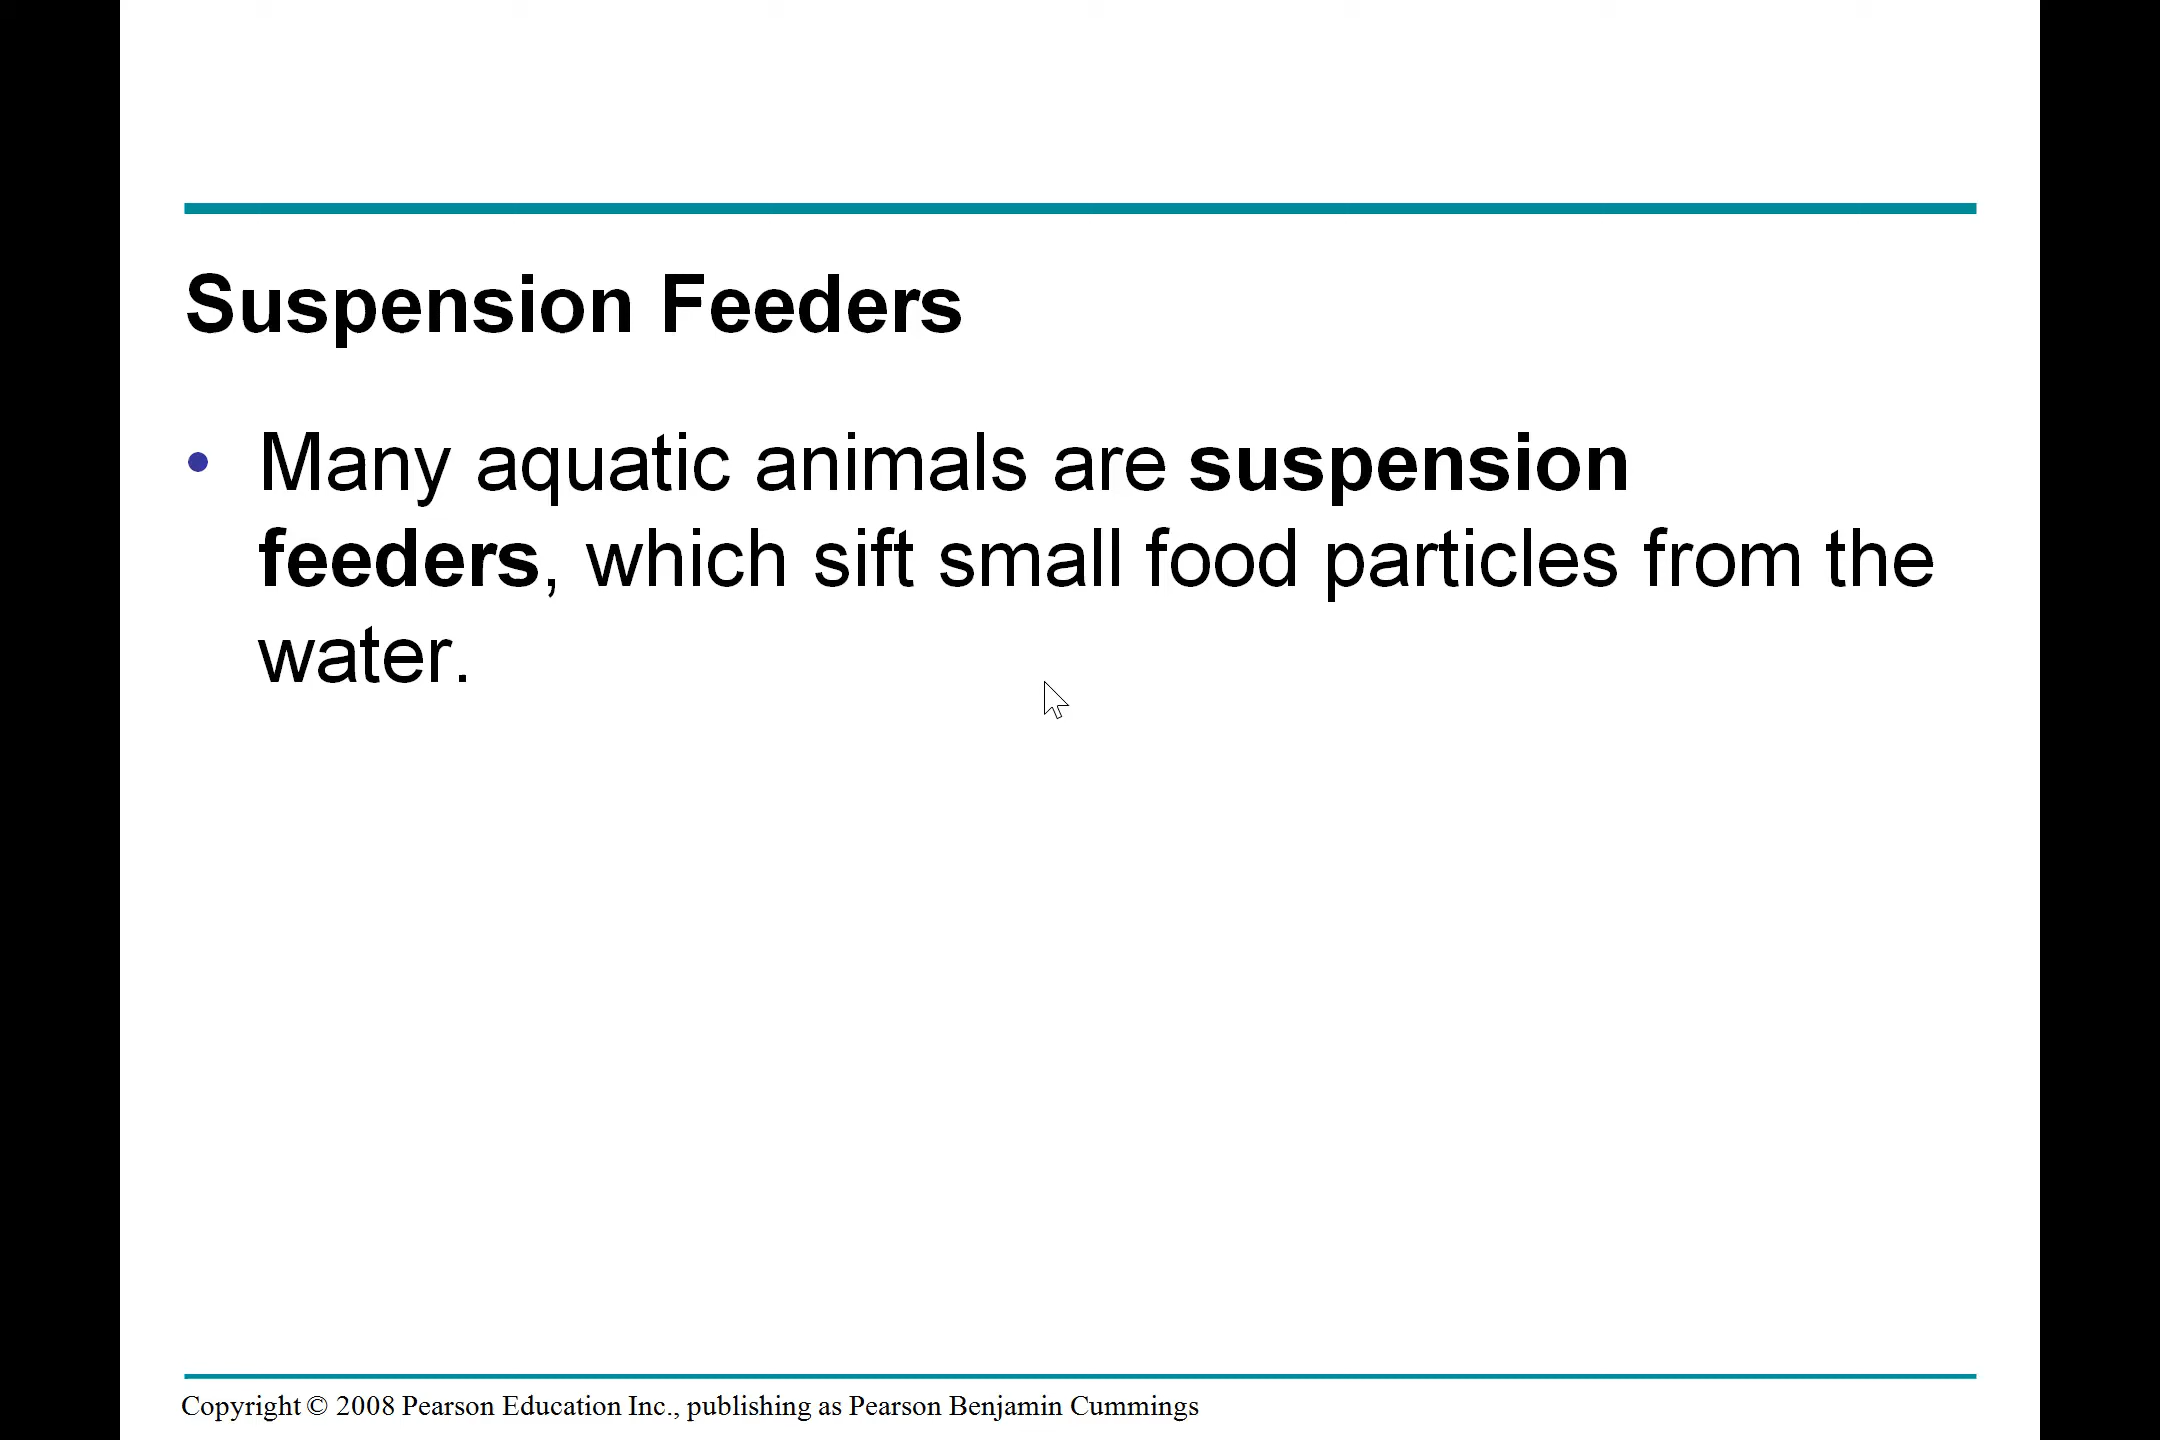 Suspension Feeders
• Many aquatic animals are suspension
feeders, which sift small food particles from the
water.
Copyright © 2008 Pearson Education Inc., publishing as Pearson Benjamin Cummings